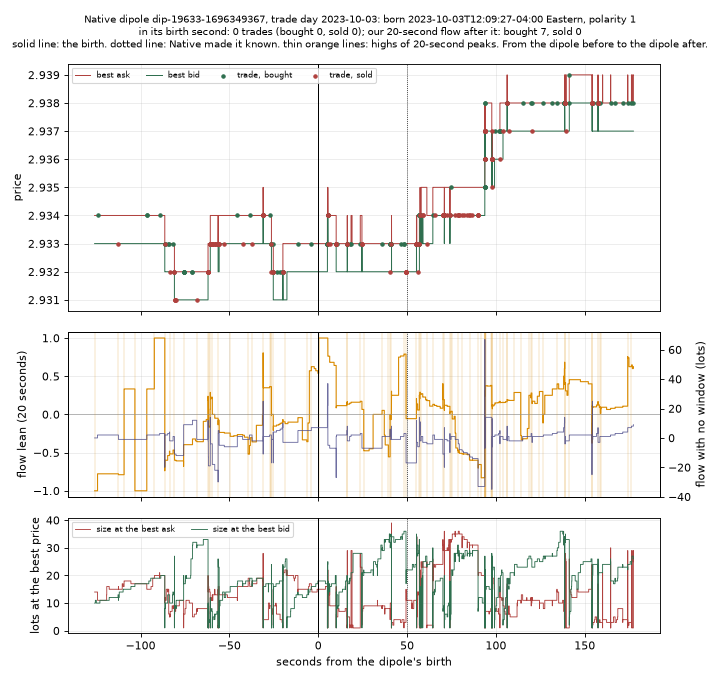 Native dipole dip-19633-1696349367, trade day 2023-10-03: born 2023-10-03T12:09:27-04:00 Eastern, polarity 1
in its birth second: 0 trades (bought 0, sold 0); our 20-second flow after it: bought 7, sold 0
solid line: the birth. dotted line: Native made it known. thin orange lines: highs of 20-second peaks. From the dipole before to the dipole after.
best ask best bid trade, bought trade, sold
2.939
2.938
2.937
2.936
2.935
2.934
2.933
2.932
2.931
price
1.0
0.5
0.0
−0.5
−1.0
flow lean (20 seconds)
60
40
20
0
−20
−40
flow with no window (lots)
size at the best ask size at the best bid
40
30
20
10
0
lots at the best price
−100 −50 0 50 100 150
seconds from the dipole's birth